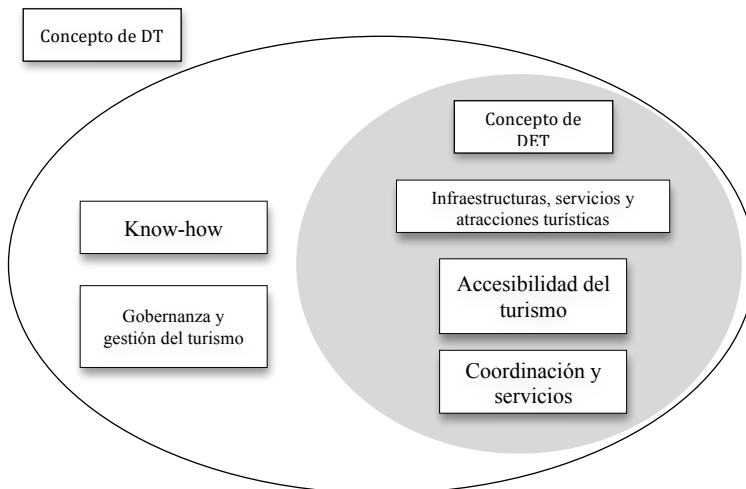 Concepto de DT
Concepto de
DET
Infraestructuras, servicios y
atracciones turísticas
Know-how
Accesibilidad del
turismo
Gobernanza y
gestión del turismo
Coordinación y
servicios